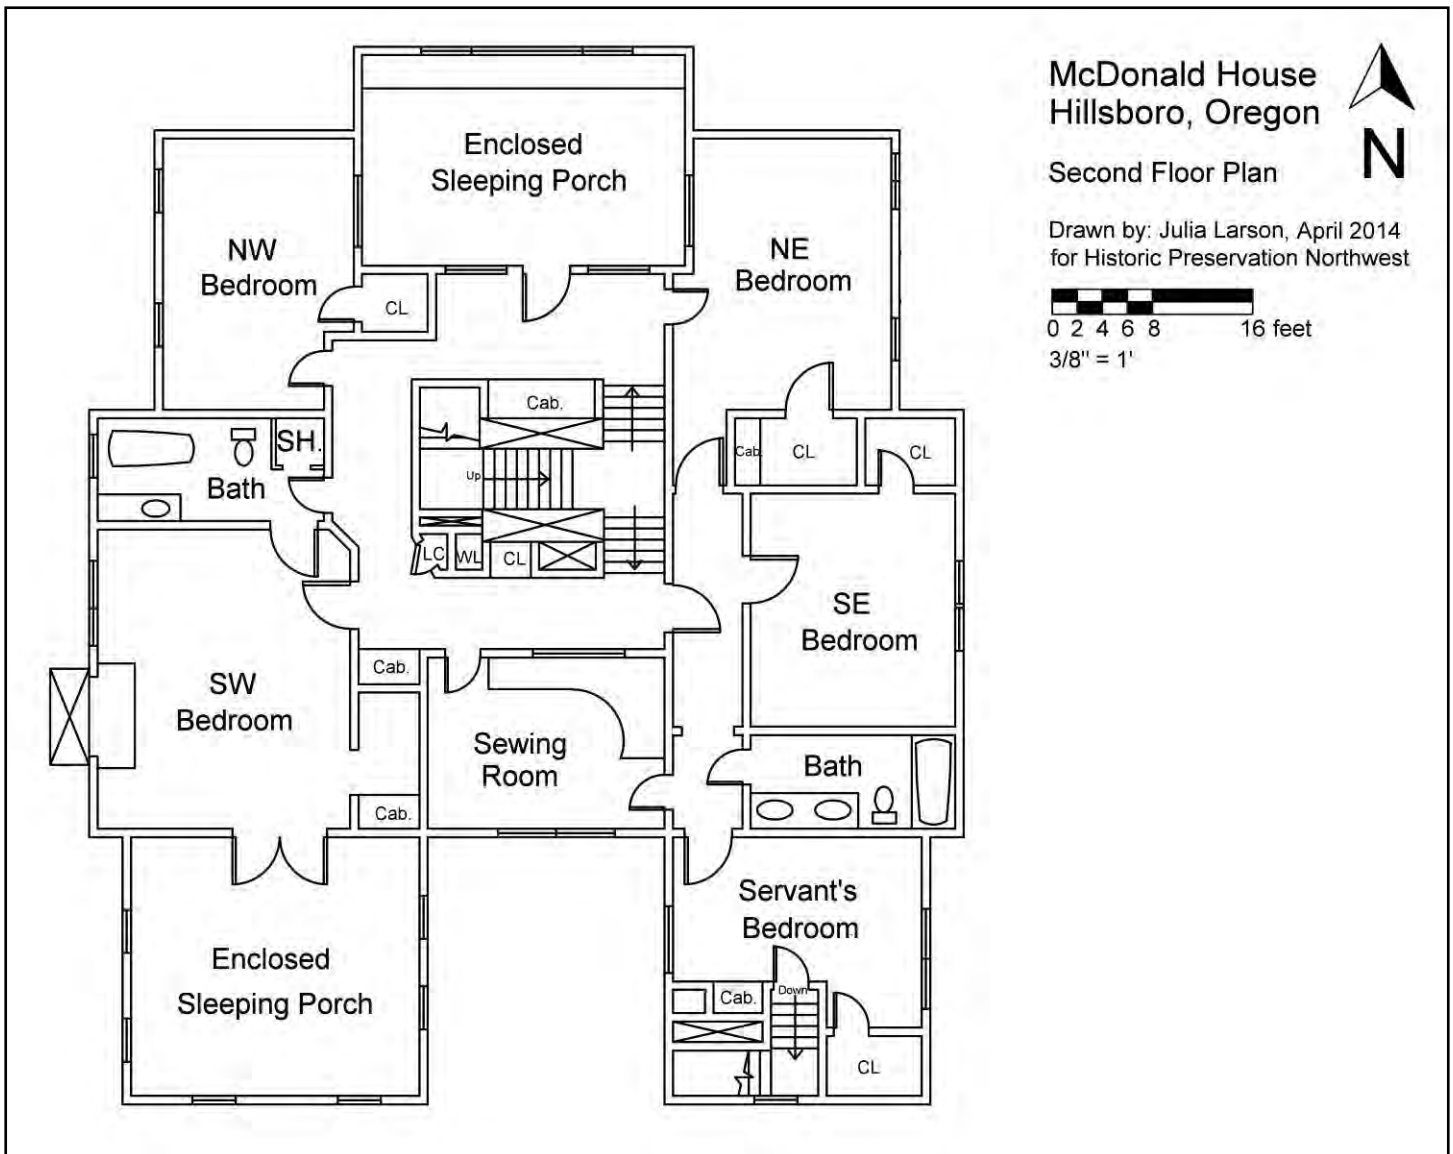 McDonald House
Hillsboro, Oregon
N
Second Floor Plan
Drawn by: Julia Larson, April 2014
for Historic Preservation Northwest
0 2 4 6 8 16 feet
3/8" = 1'
Enclosed
Sleeping Porch
NW
Bedroom
CL
NE
Bedroom
Cab.
SH.
Bath
Up
Cab.
CL
CL
LC
WL
CL
SE
Bedroom
SW
Bedroom
Cab.
Sewing
Room
Bath
Cab.
Servant's
Bedroom
Enclosed
Sleeping Porch
Cab.
Down
CL